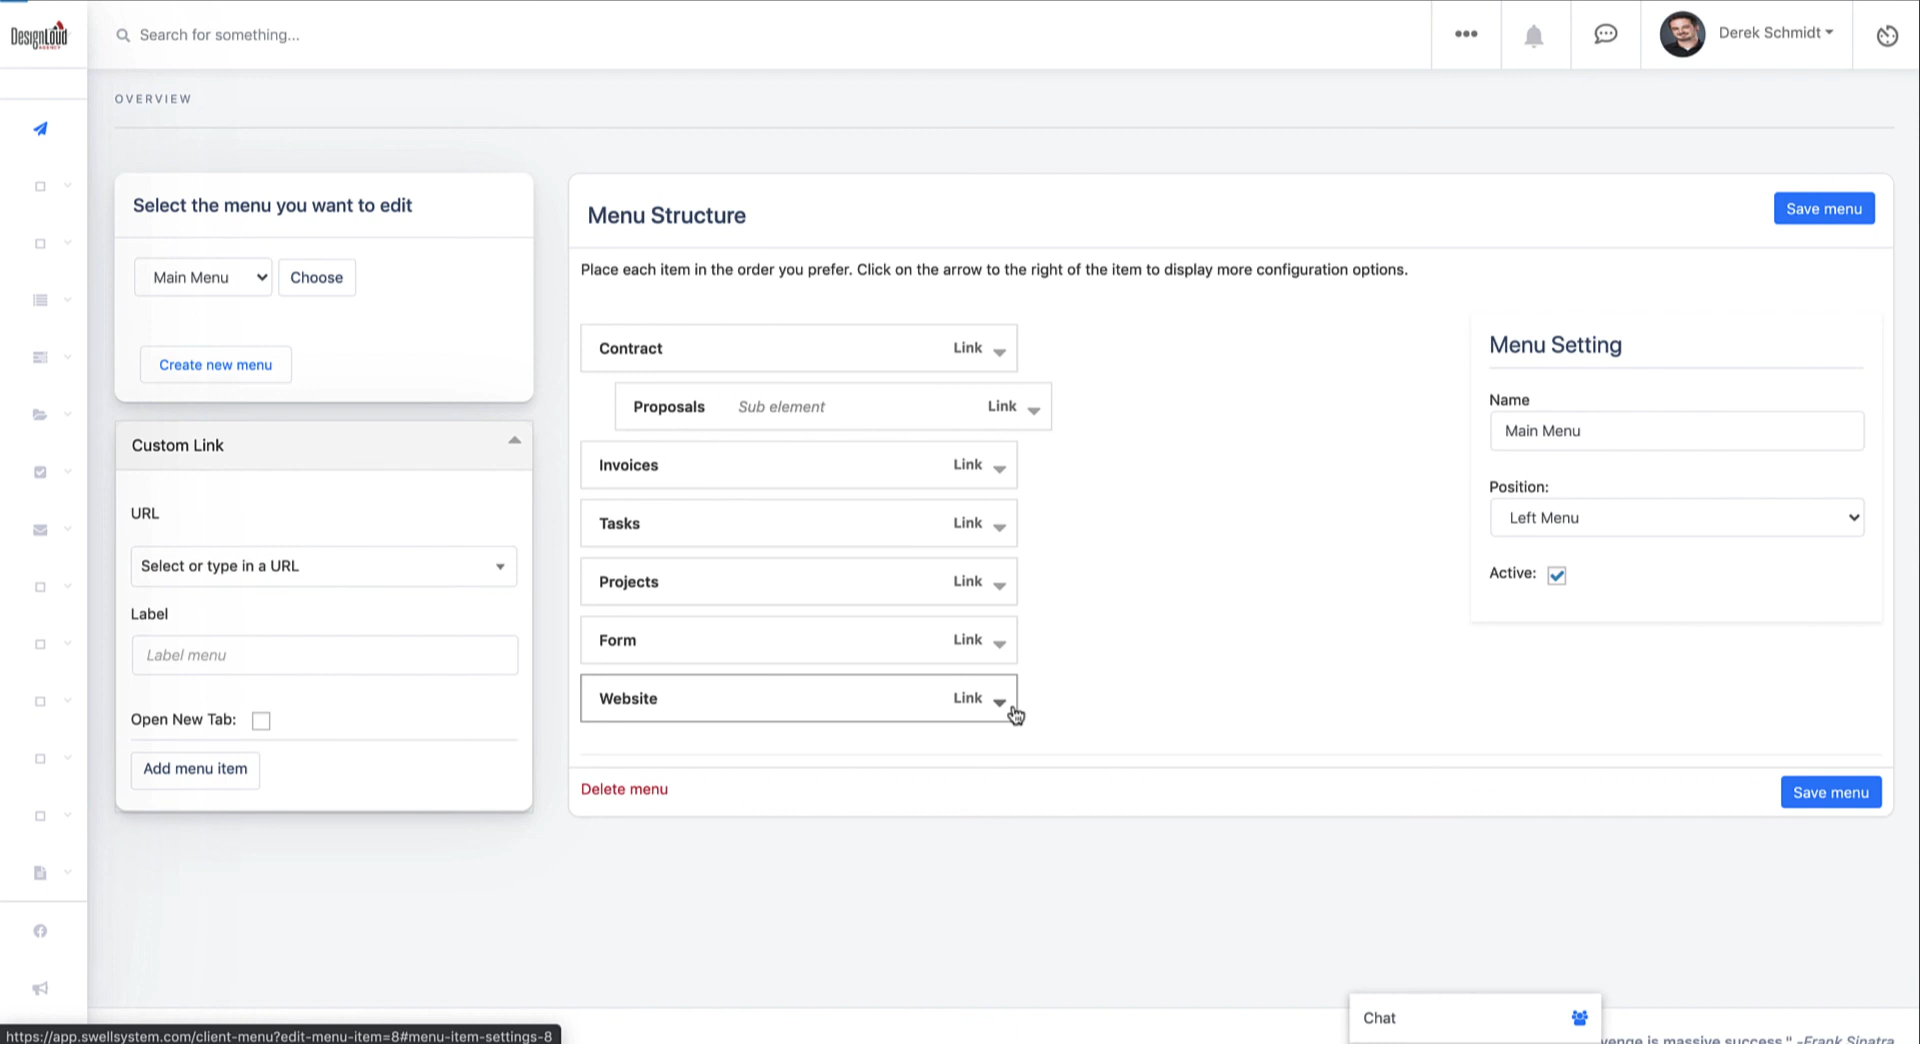 DesignLoud
AGENCY
Search for something...
Derek Schmidt
OVERVIEW
Select the menu you want to edit
Main Menu
Choose
Create new menu
Custom Link
URL
Select or type in a URL
Label
Label menu
Open New Tab:
Add menu item
Menu Structure
Save menu
Place each item in the order you prefer. Click on the arrow to the right of the item to display more configuration options.
Contract Link
Proposals Sub element Link
Invoices Link
Tasks Link
Projects Link
Form Link
Website Link
Menu Setting
Name
Main Menu
Position:
Left Menu
Active:
Delete menu
Save menu
Chat
is massive success." -Frank Sinatra
https://app.swellsystem.com/client-menu?edit-menu-item=8#menu-item-settings-8